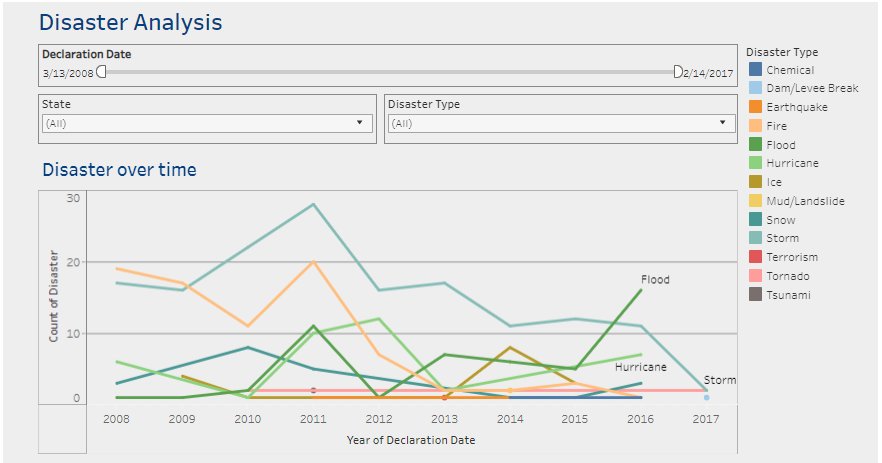 Disaster Analysis
Declaration Date
3/13/2008 2/14/2017
State
(All)
Disaster Type
(All)
Disaster Type
Chemical
Dam/Levee Break
Earthquake
Fire
Flood
Hurricane
Ice
Mud/Landslide
Snow
Storm
Terrorism
Tornado
Tsunami
Disaster over time
Count of Disaster
30
20
10
0
Flood
Hurricane
Storm
2008 2009 2010 2011 2012 2013 2014 2015 2016 2017
Year of Declaration Date